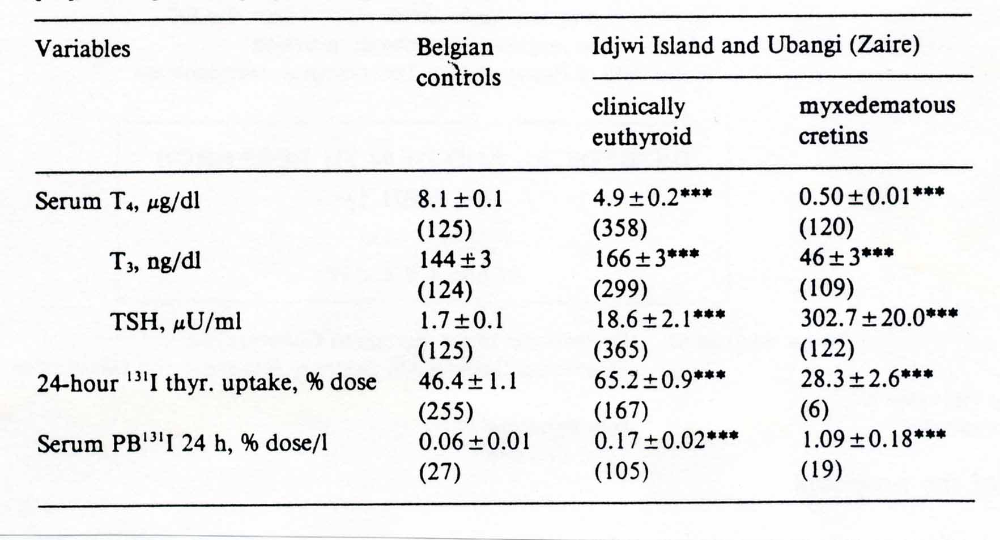 Variables Belgian controls Idjwi Island and Ubangi (Zaire)
clinically euthyroid myxedematous cretins
Serum T₄, μg/dl 8.1±0.1 4.9±0.2*** 0.50±0.01***
(125) (358) (120)
T₃, ng/dl 144±3 166±3*** 46±3***
(124) (299) (109)
TSH, μU/ml 1.7±0.1 18.6±2.1*** 302.7±20.0***
(125) (365) (122)
24-hour ¹³¹I thyr. uptake, % dose 46.4±1.1 65.2±0.9*** 28.3±2.6***
(255) (167) (6)
Serum PB¹³¹I 24 h, % dose/l 0.06±0.01 0.17±0.02*** 1.09±0.18***
(27) (105) (19)